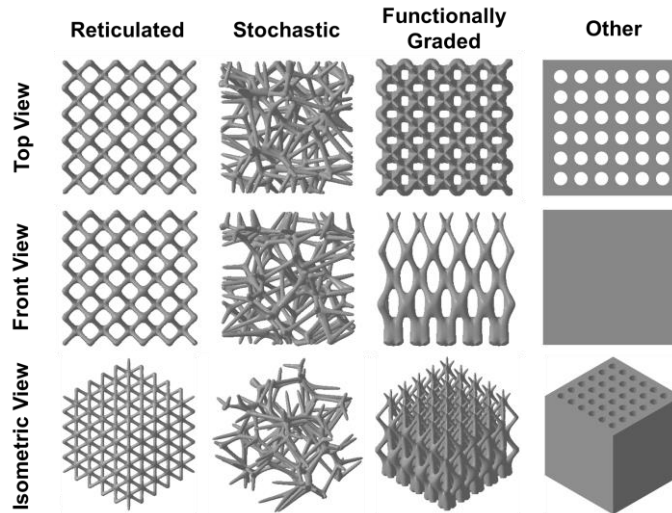 Reticulated
Stochastic
Functionally
Graded
Other
Top View
Front View
Isometric View